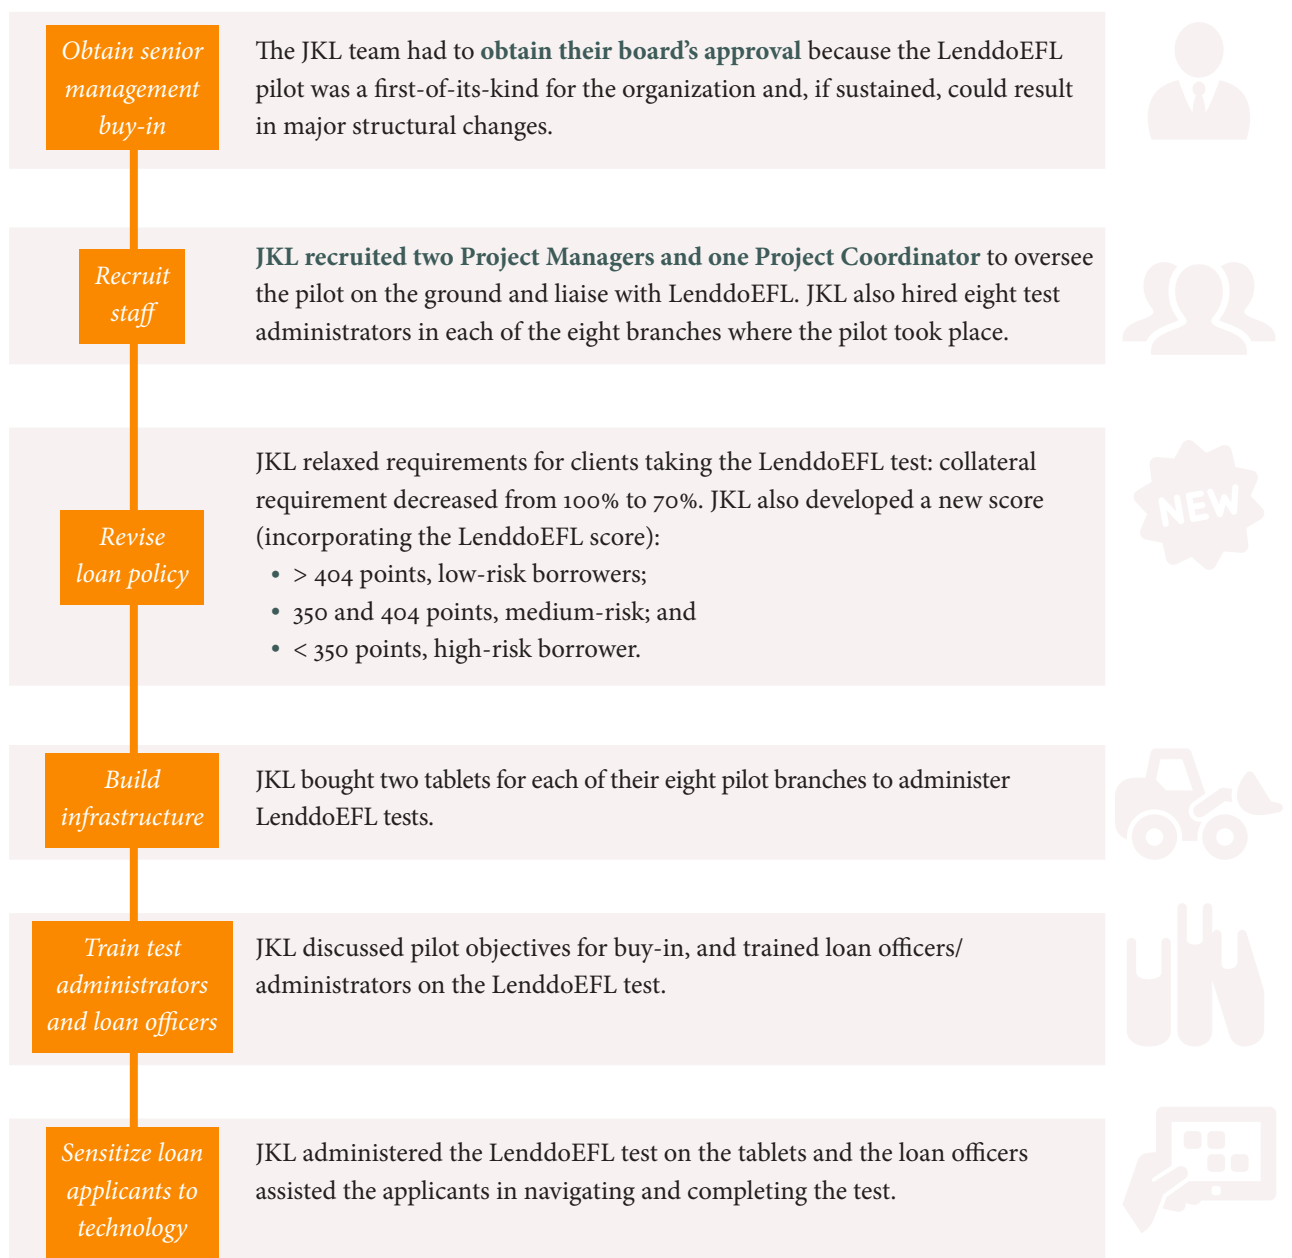 Obtain senior
management
buy-in
The JKL team had to obtain their board's approval because the LenddoEFL
pilot was a first-of-its-kind for the organization and, if sustained, could result
in major structural changes.
Recruit
staff
JKL recruited two Project Managers and one Project Coordinator to oversee
the pilot on the ground and liaise with LenddoEFL. JKL also hired eight test
administrators in each of the eight branches where the pilot took place.
Revise
loan policy
JKL relaxed requirements for clients taking the LenddoEFL test: collateral
requirement decreased from 100% to 70%. JKL also developed a new score
(incorporating the LenddoEFL score):
• > 404 points, low-risk borrowers;
• 350 and 404 points, medium-risk; and
• < 350 points, high-risk borrower.
NEW
Build
infrastructure
JKL bought two tablets for each of their eight pilot branches to administer
LenddoEFL tests.
Train test
administrators
and loan officers
JKL discussed pilot objectives for buy-in, and trained loan officers/
administrators on the LenddoEFL test.
Sensitize loan
applicants to
technology
JKL administered the LenddoEFL test on the tablets and the loan officers
assisted the applicants in navigating and completing the test.